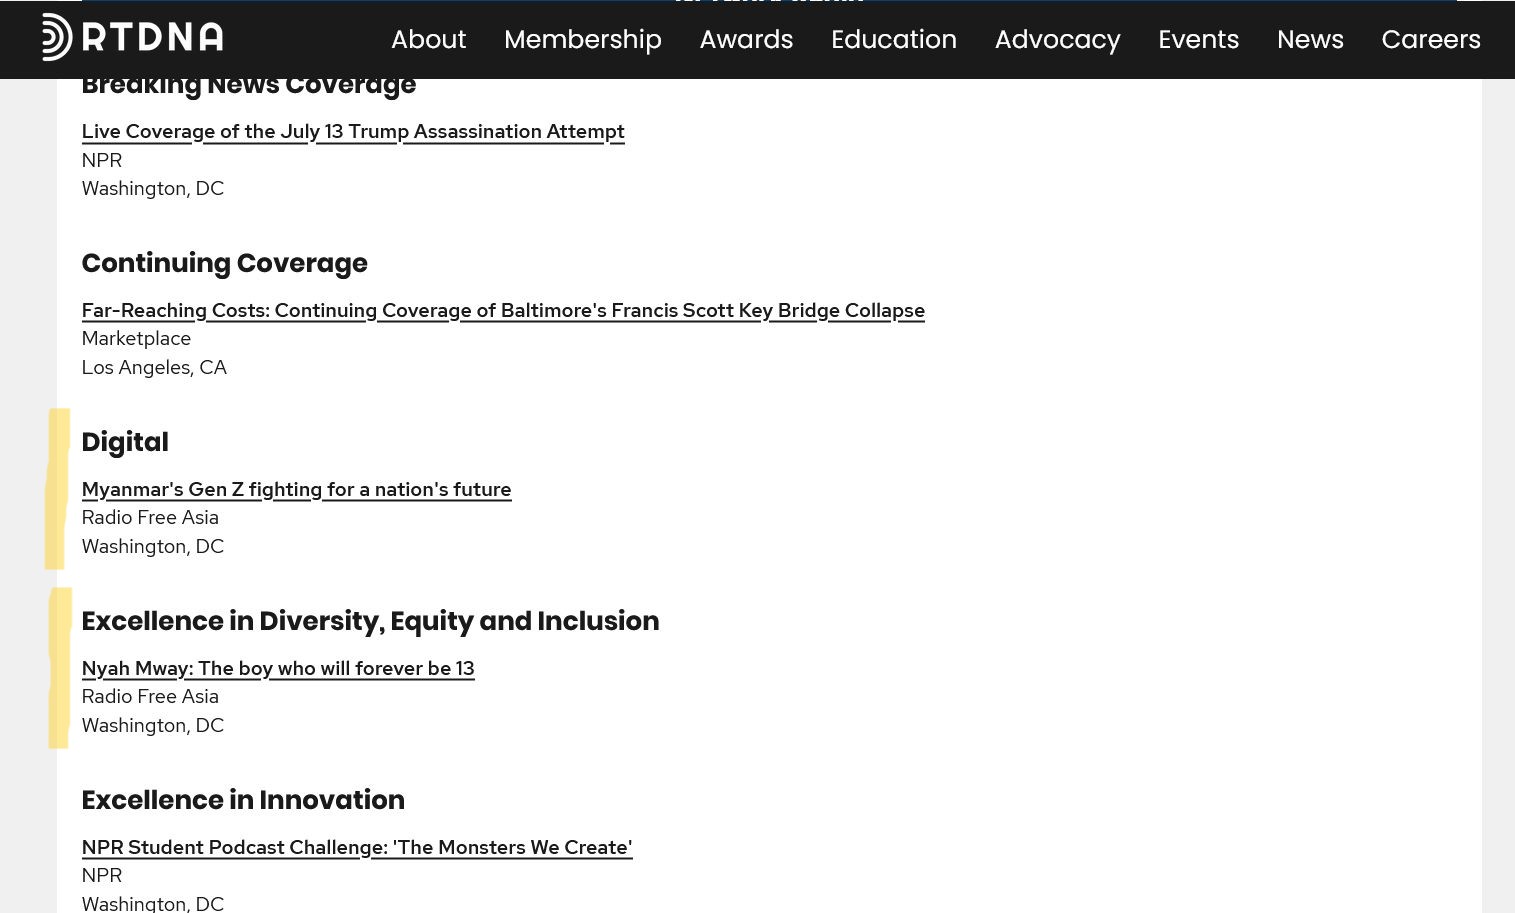 RTDNA
About Membership Awards Education Advocacy Events News Careers
Breaking News Coverage
Live Coverage of the July 13 Trump Assassination Attempt
NPR
Washington, DC
Continuing Coverage
Far-Reaching Costs: Continuing Coverage of Baltimore's Francis Scott Key Bridge Collapse
Marketplace
Los Angeles, CA
Digital
Myanmar's Gen Z fighting for a nation's future
Radio Free Asia
Washington, DC
Excellence in Diversity, Equity and Inclusion
Nyah Mway: The boy who will forever be 13
Radio Free Asia
Washington, DC
Excellence in Innovation
NPR Student Podcast Challenge: 'The Monsters We Create'
NPR
Washington, DC